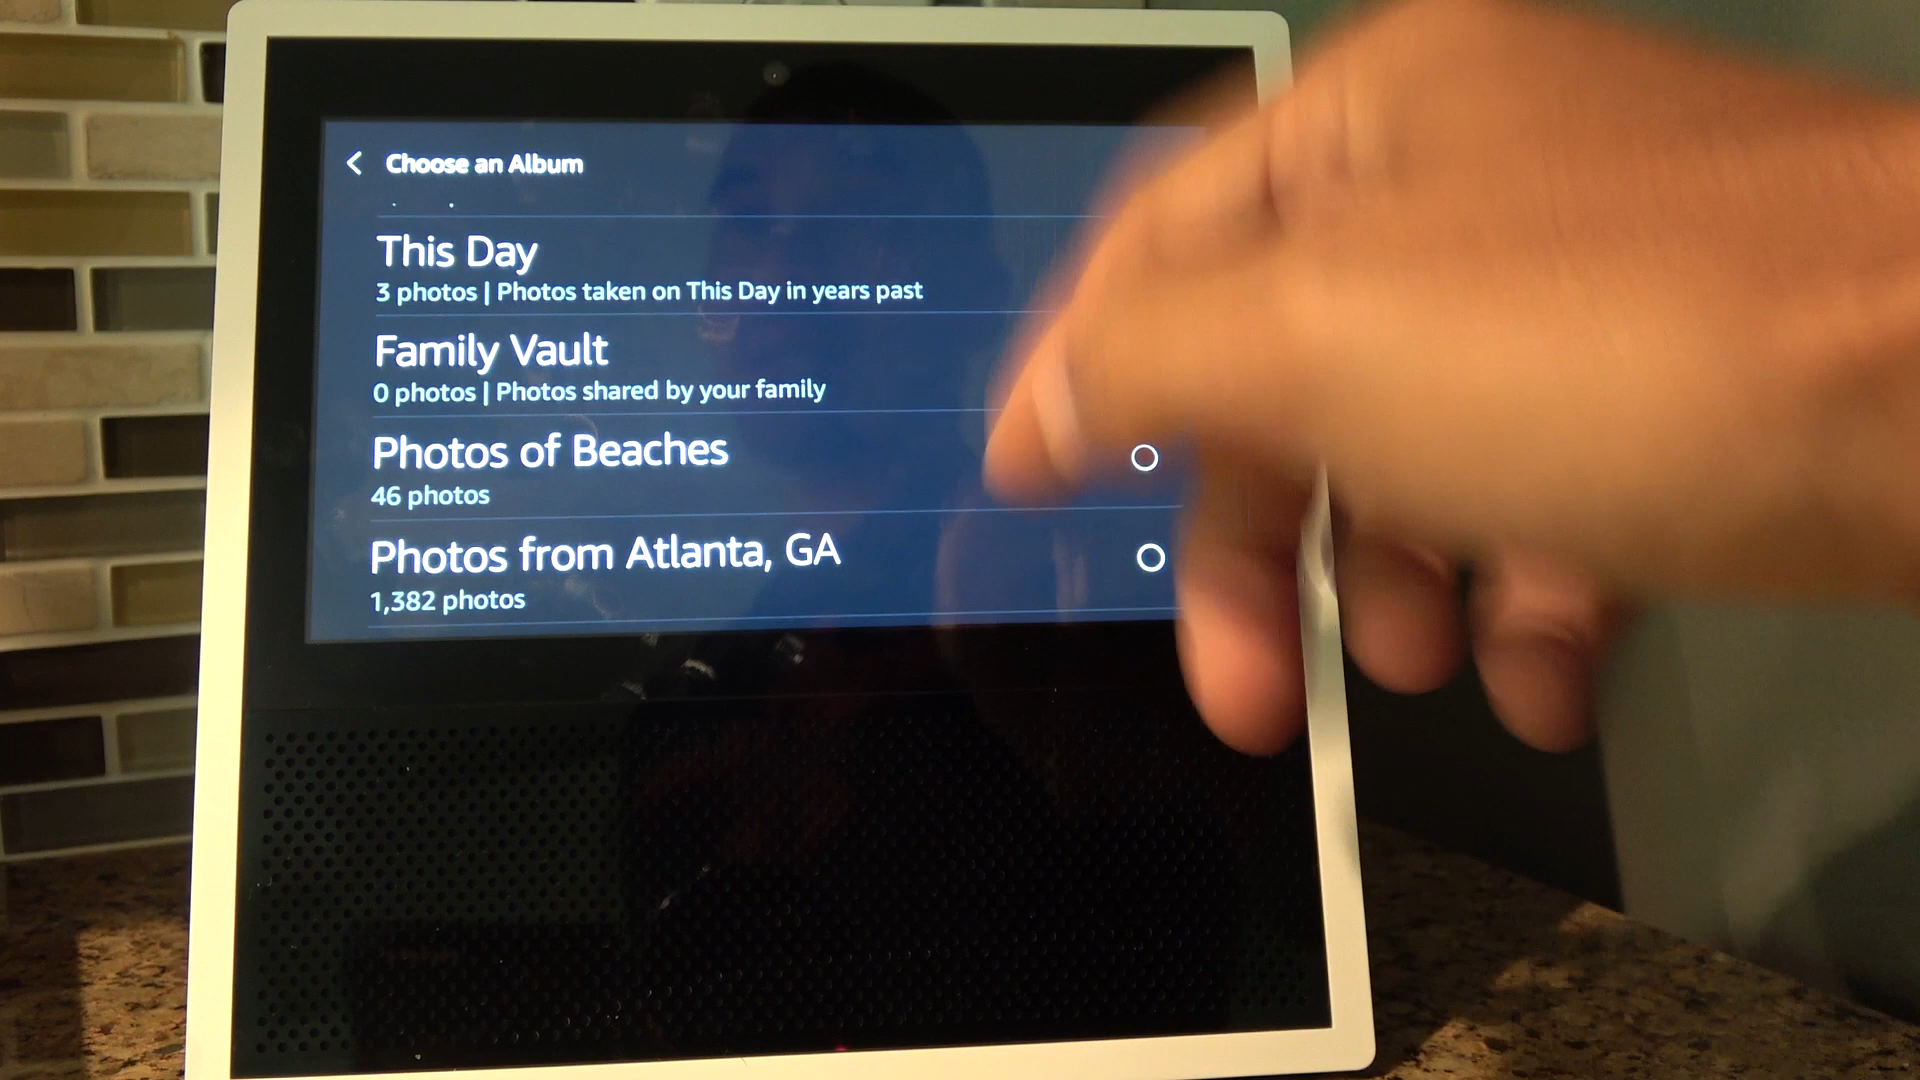 Choose an Album
This Day
3 photos | Photos taken on This Day in years past
Family Vault
0 photos | Photos shared by your family
Photos of Beaches
46 photos
Photos from Atlanta, GA
1,382 photos